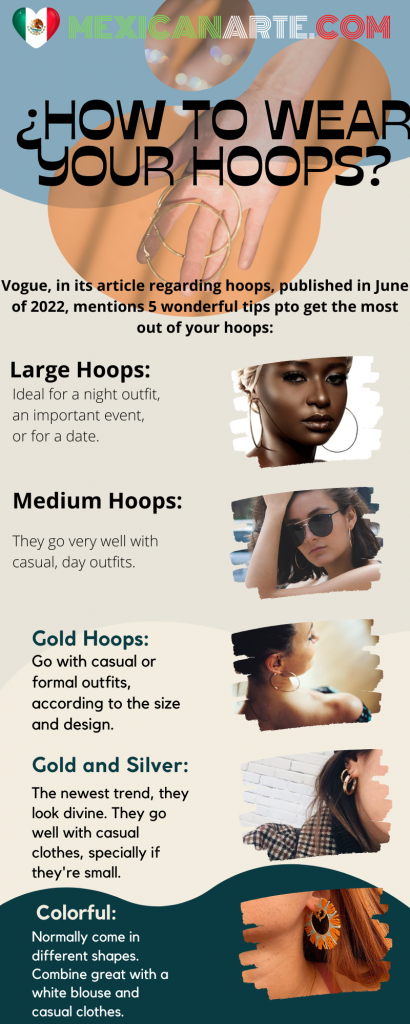 MEXICANARTE.COM
¿HOW TO WEAR
YOUR HOOPS?
Vogue, in its article regarding hoops, published in June
of 2022, mentions 5 wonderful tips pto get the most
out of your hoops:
Large Hoops:
Ideal for a night outfit,
an important event,
or for a date.
Medium Hoops:
They go very well with
casual, day outfits.
Gold Hoops:
Go with casual or
formal outfits,
according to the size
and design.
Gold and Silver:
The newest trend, they
look divine. They go
well with casual
clothes, specially if
they're small.
Colorful:
Normally come in
different shapes.
Combine great with a
white blouse and
casual clothes.